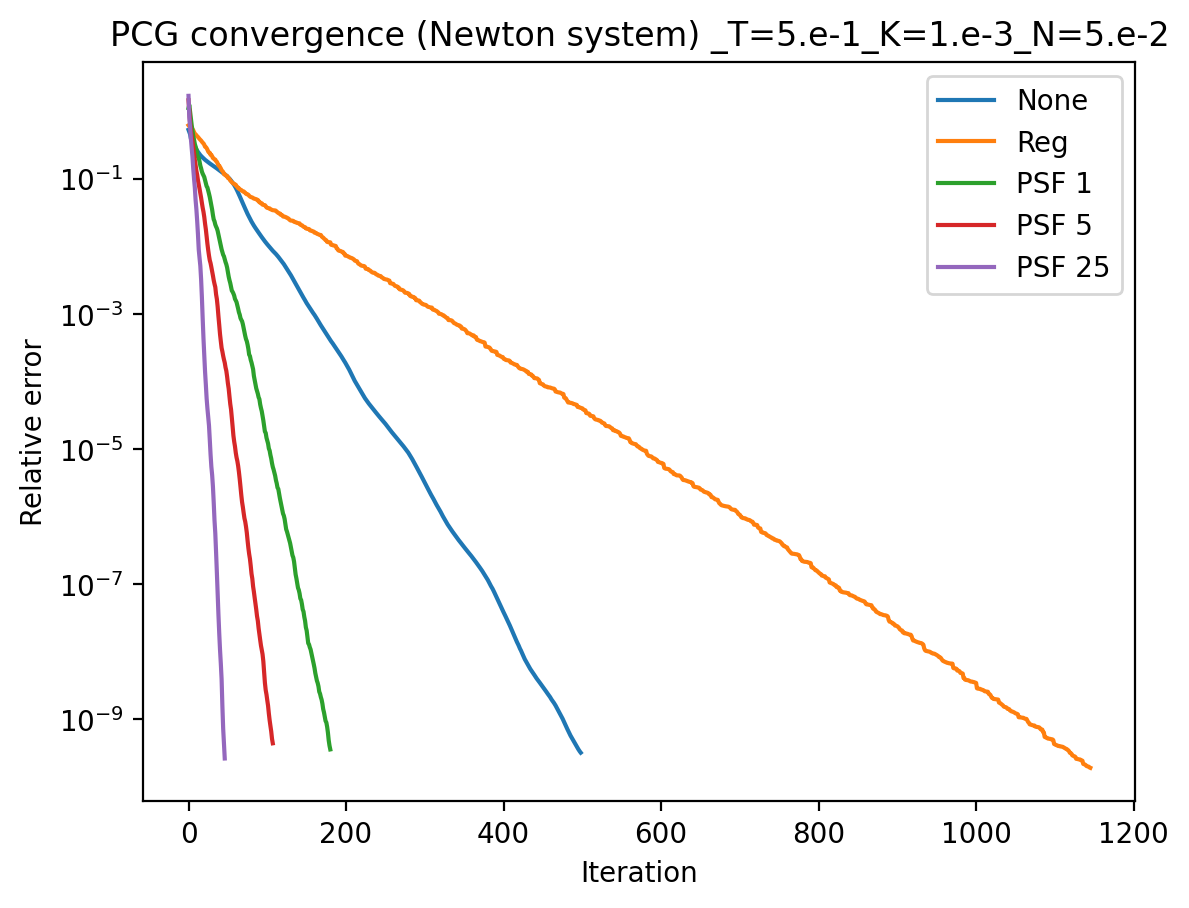 PCG convergence (Newton system) _T=5.e-1_K=1.e-3_N=5.e-2
None
Reg
PSF 1
PSF 5
PSF 25
Relative error
10⁻¹
10⁻³
10⁻⁵
10⁻⁷
10⁻⁹
0 200 400 600 800 1000 1200
Iteration